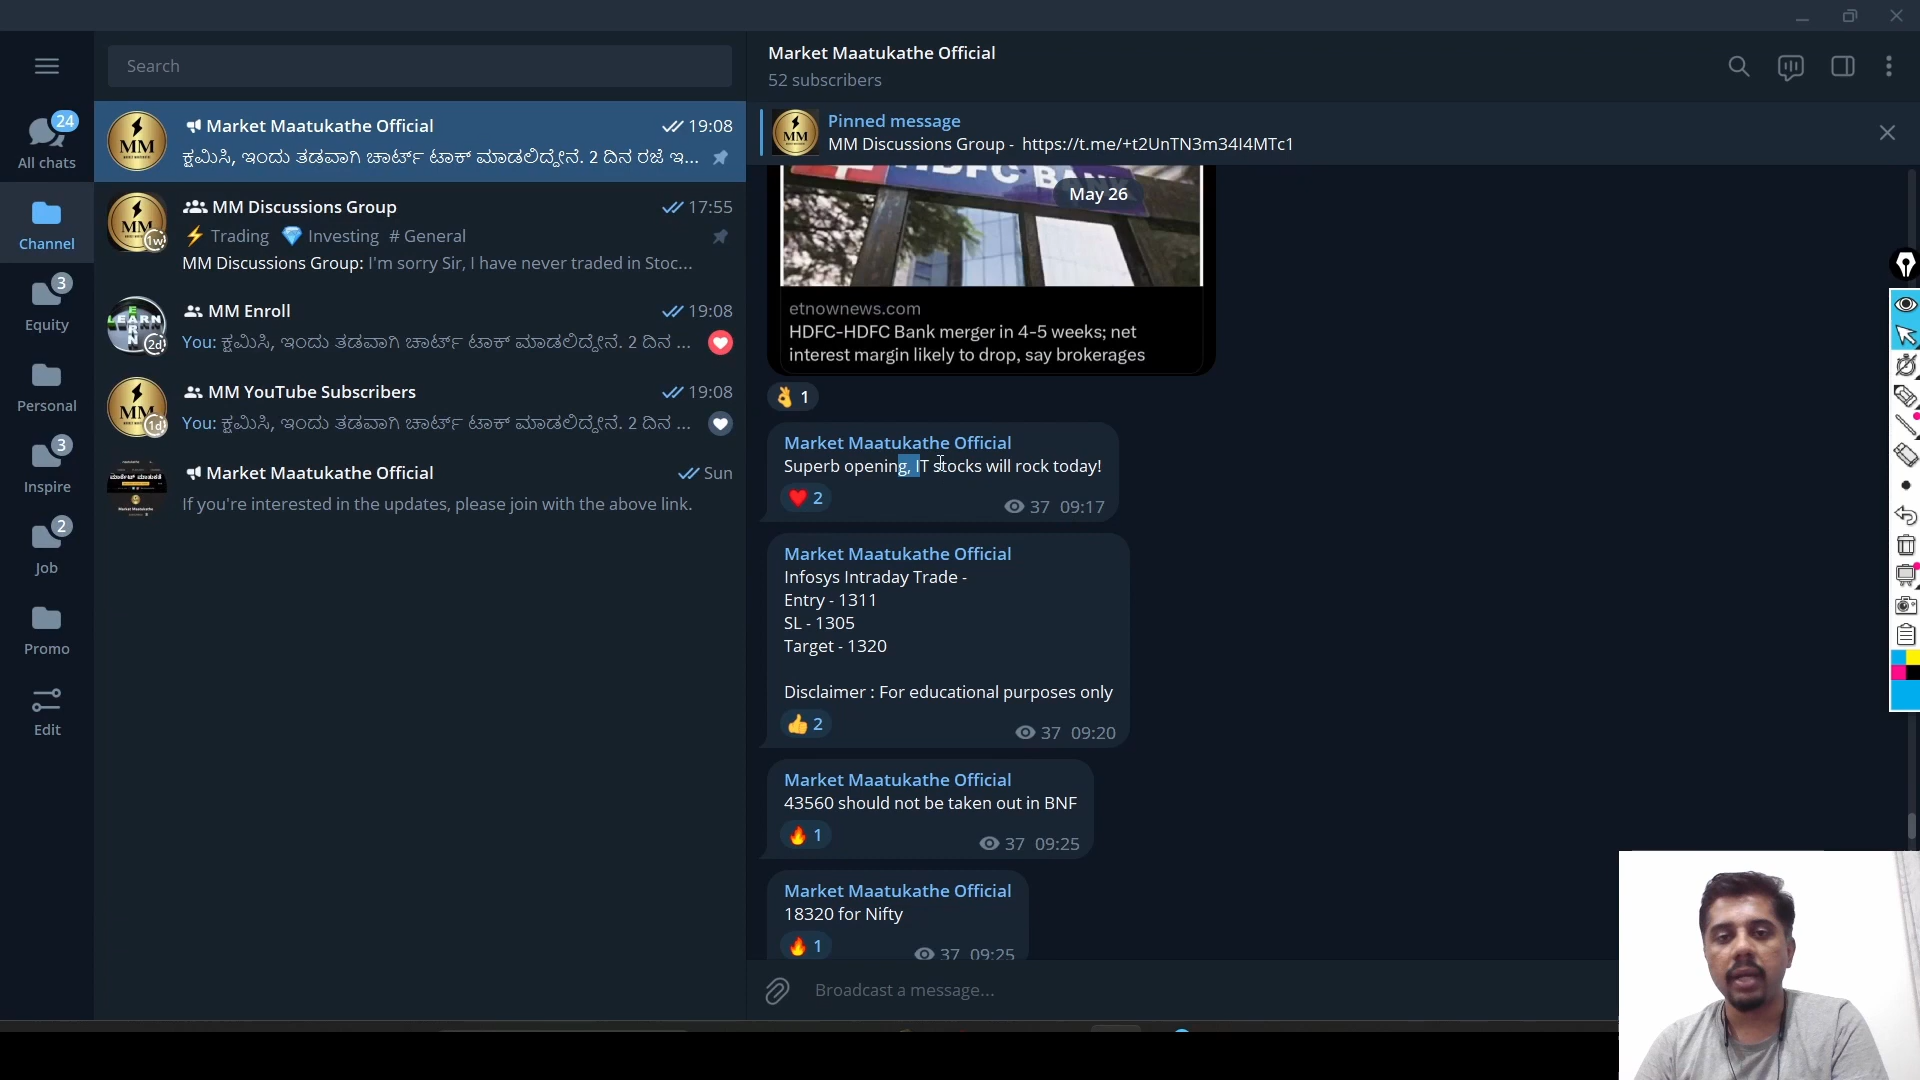 Search
24
All chats
Channel
3
Equity
Personal
3
Inspire
2
Job
Promo
Edit
Market Maatukathe Official 19:08
ಕ್ಷಮಿಸಿ, ಇಂದು ತಡವಾಗಿ ಚಾರ್ಟ್ ಟಾಕ್ ಮಾಡಲಿದ್ದೇನೆ. 2 ದಿನ ರಜೆ ಇ...
MM Discussions Group 17:55
⚡ Trading 💎 Investing # General
MM Discussions Group: I'm sorry Sir, I have never traded in Stoc...
1w
MM Enroll 19:08
You: ಕ್ಷಮಿಸಿ, ಇಂದು ತಡವಾಗಿ ಚಾರ್ಟ್ ಟಾಕ್ ಮಾಡಲಿದ್ದೇನೆ. 2 ದಿನ ...
2d
MM YouTube Subscribers 19:08
You: ಕ್ಷಮಿಸಿ, ಇಂದು ತಡವಾಗಿ ಚಾರ್ಟ್ ಟಾಕ್ ಮಾಡಲಿದ್ದೇನೆ. 2 ದಿನ ...
1d
Market Maatukathe Official Sun
If you're interested in the updates, please join with the above link.
Market Maatukathe Official
52 subscribers
Pinned message
MM Discussions Group - https://t.me/+t2UnTN3m34I4MTc1
HDFC BANK
May 26
etnownews.com
HDFC-HDFC Bank merger in 4-5 weeks; net
interest margin likely to drop, say brokerages
👌 1
Market Maatukathe Official
Superb opening, IT stocks will rock today!
❤️ 2 37 09:17
Market Maatukathe Official
Infosys Intraday Trade -
Entry - 1311
SL - 1305
Target - 1320
Disclaimer : For educational purposes only
👍 2 37 09:20
Market Maatukathe Official
43560 should not be taken out in BNF
🔥 1 37 09:25
Market Maatukathe Official
18320 for Nifty
🔥 1 37 09:25
Broadcast a message...